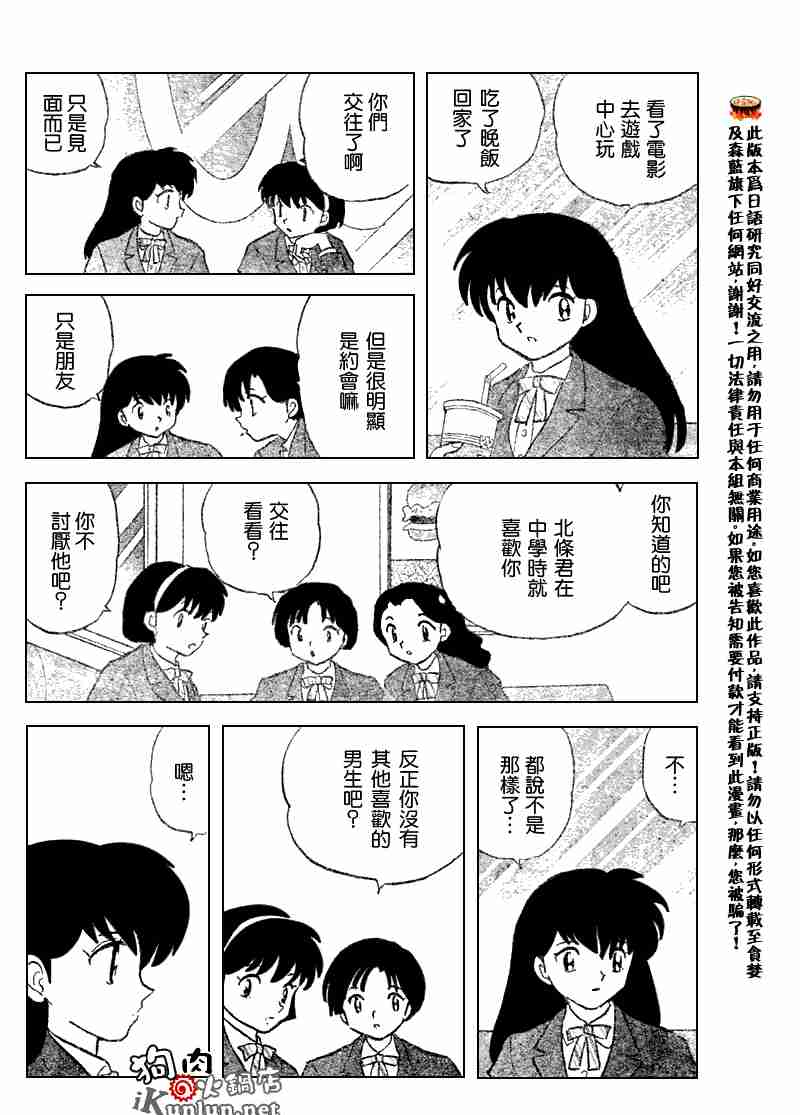 看了電影
去遊戲
中心玩
吃了晚飯
回家了
你們
交往了啊
只是見
面而已
但是很明顯
是約會嘛
只是朋友
你知道的吧
北條君在
中學時就
喜歡你
交往
看看？
你不
討厭他吧？
不…
都說不是
那樣了…
反正你沒有
其他喜歡的
男生吧？
嗯…
此版本爲日語研究同好交流之用，請勿用于任何商業用途。如您喜歡此作品，請支持正版！請勿以任何形式轉載至貪婪
及森藍旗下任何網站，謝謝！一切法律責任與本組無關。如果您被告知需要付款才能看到此漫畫，那麼，您被騙了！
狗肉
火鍋店
iKunlun.net